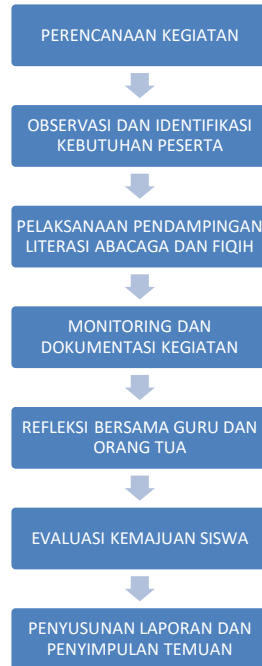 PERENCANAAN KEGIATAN
OBSERVASI DAN IDENTIFIKASI
KEBUTUHAN PESERTA
PELAKSANAAN PENDAMPINGAN
LITERASI ABACAGA DAN FIQIH
MONITORING DAN
DOKUMENTASI KEGIATAN
REFLEKSI BERSAMA GURU DAN
ORANG TUA
EVALUASI KEMAJUAN SISWA
PENYUSUNAN LAPORAN DAN
PENYIMPULAN TEMUAN